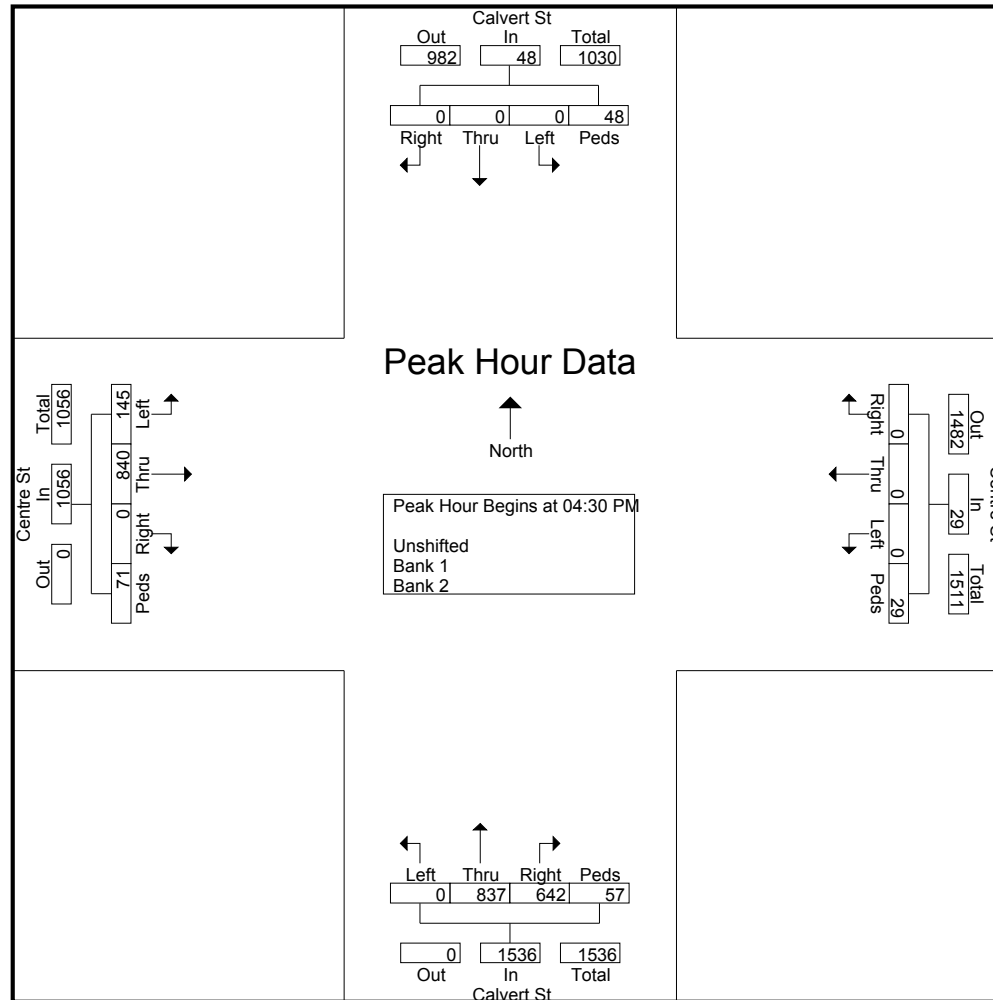 Calvert St
Out In Total
982 48 1030
0 0 0 48
Right Thru Left Peds
Peak Hour Data
North
Peak Hour Begins at 04:30 PM
Unshifted
Bank 1
Bank 2
Centre St
Total In Out
1056 1056 0
145 840 0 71
Left Thru Right Peds
Right Thru Left Peds
0 0 0 29
1482 29 1511
Out In Total
Left Thru Right Peds
0 837 642 57
0 1536 1536
Out In Total
Calvert St